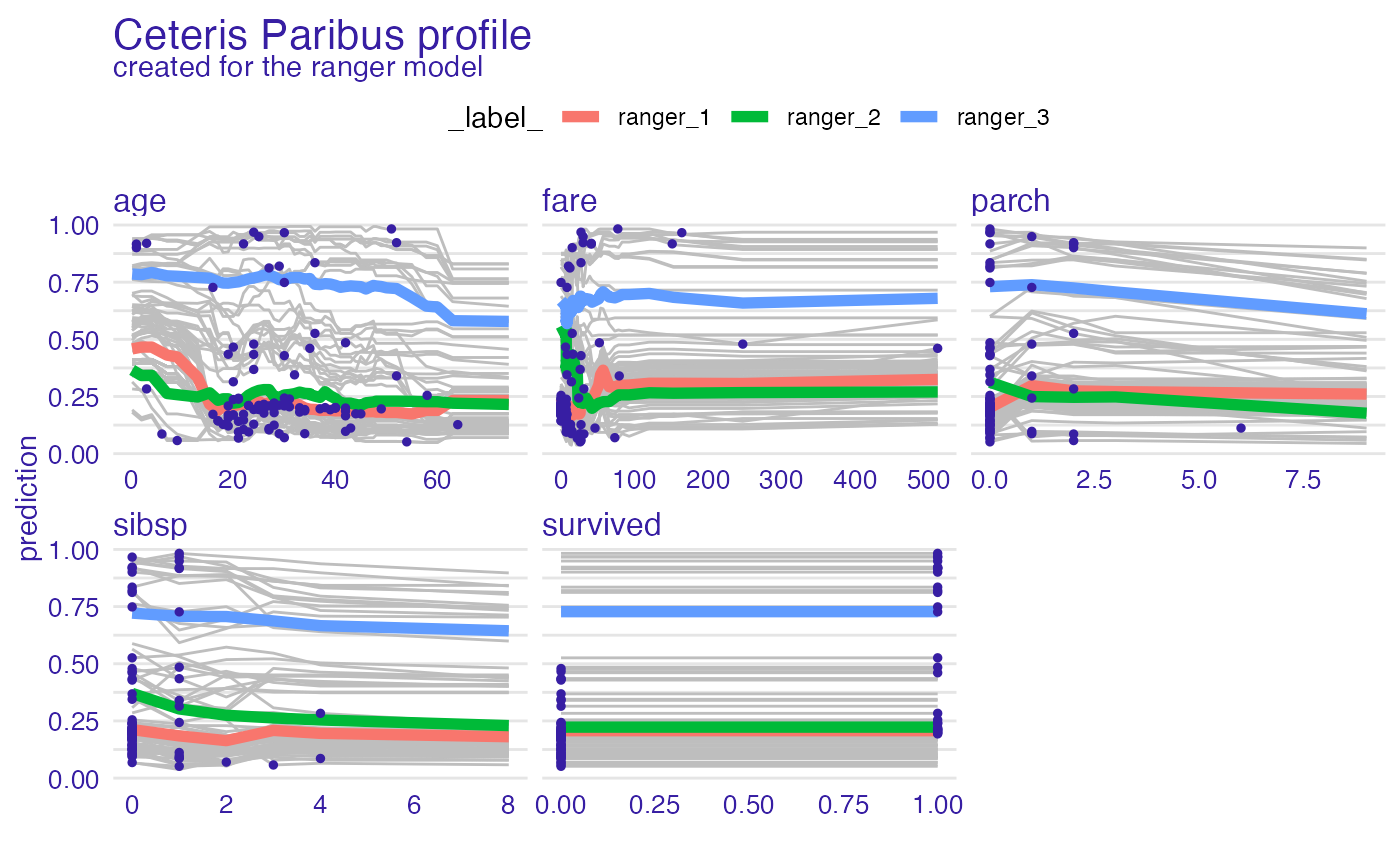 Ceteris Paribus profile
created for the ranger model
_label_ ranger_1 ranger_2 ranger_3
age fare parch
prediction
1.00
0.75
0.50
0.25
0.00
0 20 40 60 0 100 200 300 400 500 0.0 2.5 5.0 7.5
sibsp survived
1.00
0.75
0.50
0.25
0.00
0 2 4 6 8 0.00 0.25 0.50 0.75 1.00